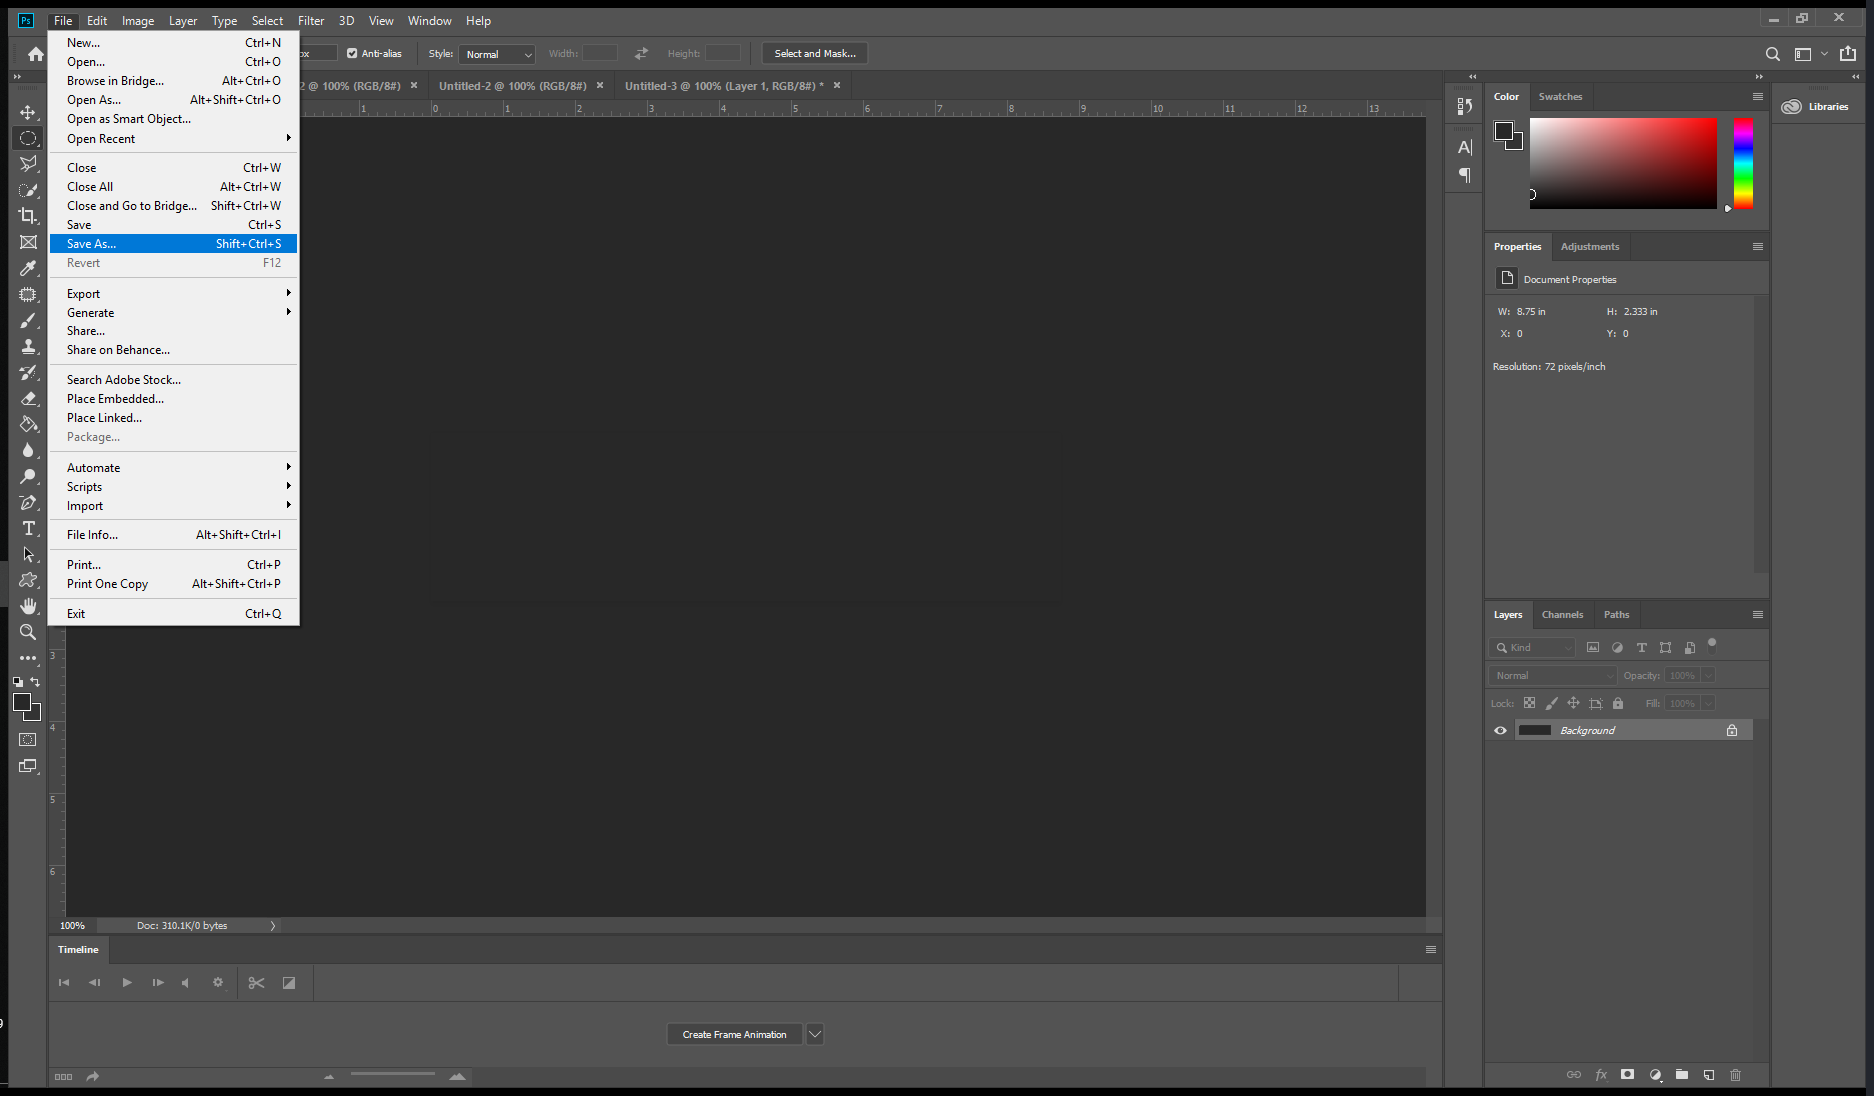 Ps File Edit Image Layer Type Select Filter 3D View Window Help
Anti-alias Style: Normal Width: Height: Select and Mask...
2 @ 100% (RGB/8#) × Untitled-2 @ 100% (RGB/8#) × Untitled-3 @ 100% (Layer 1, RGB/8#) * ×
1 0 1 2 3 4 5 6 7 8 9 10 11 12 13
New... Ctrl+N
Open... Ctrl+O
Browse in Bridge... Alt+Ctrl+O
Open As... Alt+Shift+Ctrl+O
Open as Smart Object...
Open Recent
Close Ctrl+W
Close All Alt+Ctrl+W
Close and Go to Bridge... Shift+Ctrl+W
Save Ctrl+S
Save As... Shift+Ctrl+S
Revert F12
Export
Generate
Share...
Share on Behance...
Search Adobe Stock...
Place Embedded...
Place Linked...
Package...
Automate
Scripts
Import
File Info... Alt+Shift+Ctrl+I
Print... Ctrl+P
Print One Copy Alt+Shift+Ctrl+P
Exit Ctrl+Q
3
4
5
6
100% Doc: 310.1K/0 bytes
Timeline
Create Frame Animation
Color Swatches
Libraries
Properties Adjustments
Document Properties
W: 8.75 in H: 2.333 in
X: 0 Y: 0
Resolution: 72 pixels/inch
Layers Channels Paths
Kind
Normal Opacity: 100%
Lock: Fill: 100%
Background
fx